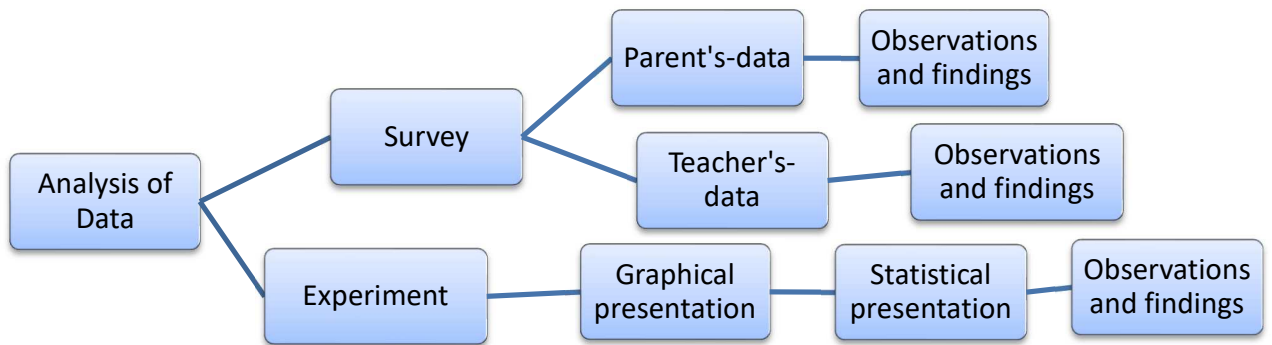 Analysis of
Data
Survey
Parent's-data
Observations
and findings
Teacher's-
data
Observations
and findings
Experiment
Graphical
presentation
Statistical
presentation
Observations
and findings